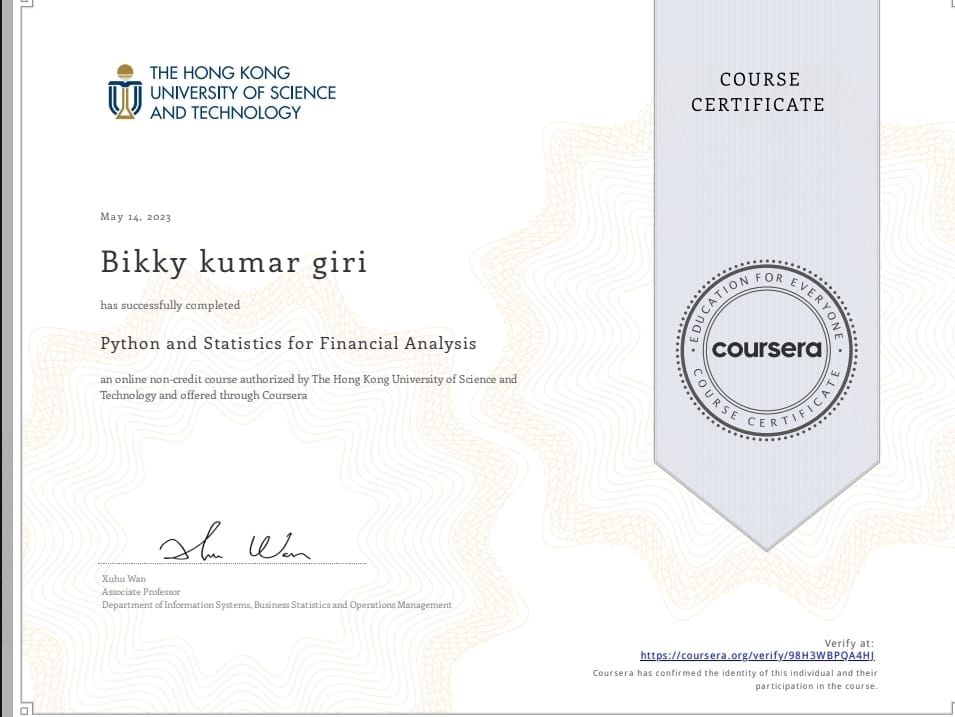 THE HONG KONG
UNIVERSITY OF SCIENCE
AND TECHNOLOGY
COURSE
CERTIFICATE
May 14, 2023
Bikky kumar giri
has successfully completed
Python and Statistics for Financial Analysis
an online non-credit course authorized by The Hong Kong University of Science and
Technology and offered through Coursera
EDUCATION FOR EVERYONE
coursera
COURSE CERTIFICATE
Xuhu Wan
Associate Professor
Department of Information Systems, Business Statistics and Operations Management
Verify at:
https://coursera.org/verify/98H3WBPQA4HJ
Coursera has confirmed the identity of this individual and their
participation in the course.